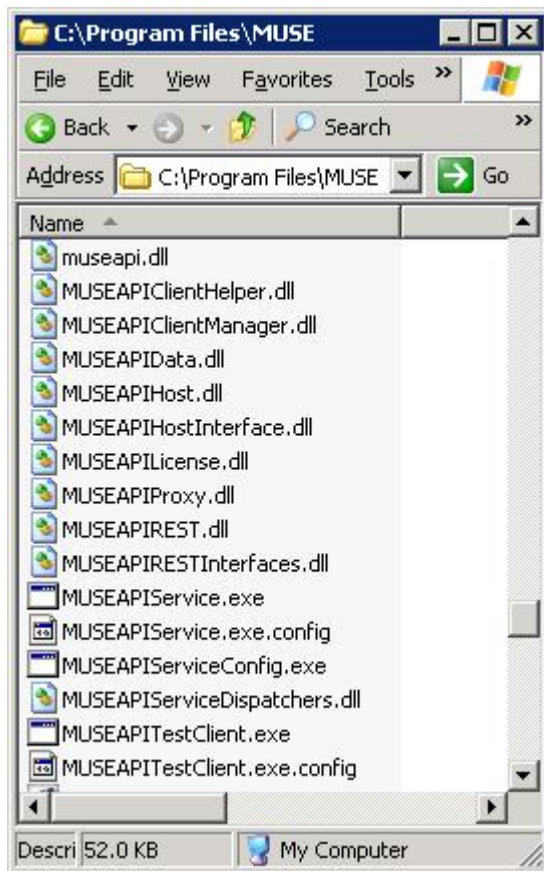 C:\Program Files\MUSE
File Edit View Favorites Tools »
Back Search »
Address C:\Program Files\MUSE Go
Name
museapi.dll
MUSEAPIClientHelper.dll
MUSEAPIClientManager.dll
MUSEAPIData.dll
MUSEAPIHost.dll
MUSEAPIHostInterface.dll
MUSEAPILicense.dll
MUSEAPIProxy.dll
MUSEAPIREST.dll
MUSEAPIRESTInterfaces.dll
MUSEAPIService.exe
MUSEAPIService.exe.config
MUSEAPIServiceConfig.exe
MUSEAPIServiceDispatchers.dll
MUSEAPITestClient.exe
MUSEAPITestClient.exe.config
Descri 52.0 KB My Computer